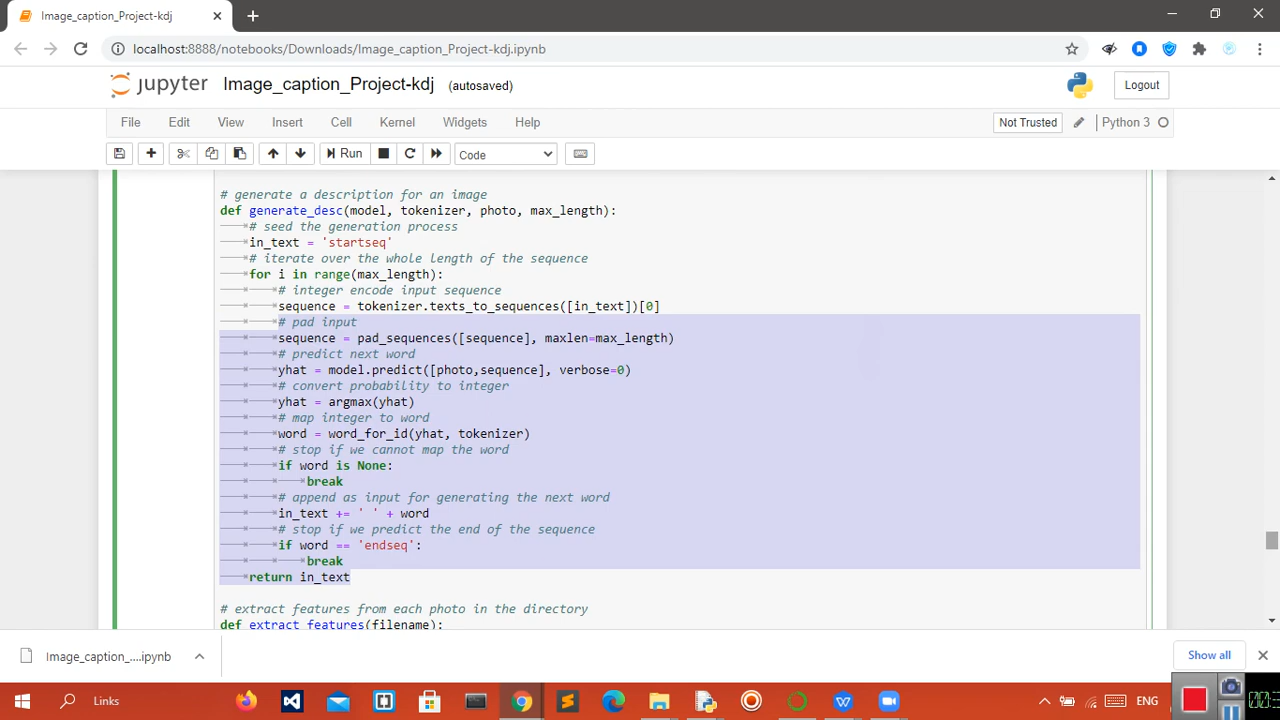 Image_caption_Project-kdj
localhost:8888/notebooks/Downloads/Image_caption_Project-kdj.ipynb
jupyter Image_caption_Project-kdj (autosaved)
Logout
File Edit View Insert Cell Kernel Widgets Help
Not Trusted Python 3
Run Code
# generate a description for an image
def generate_desc(model, tokenizer, photo, max_length):
# seed the generation process
in_text = 'startseq'
# iterate over the whole length of the sequence
for i in range(max_length):
# integer encode input sequence
sequence = tokenizer.texts_to_sequences([in_text])[0]
# pad input
sequence = pad_sequences([sequence], maxlen=max_length)
# predict next word
yhat = model.predict([photo,sequence], verbose=0)
# convert probability to integer
yhat = argmax(yhat)
# map integer to word
word = word_for_id(yhat, tokenizer)
# stop if we cannot map the word
if word is None:
break
# append as input for generating the next word
in_text += ' ' + word
# stop if we predict the end of the sequence
if word == 'endseq':
break
return in_text
# extract features from each photo in the directory
def extract_features(filename):
Image_caption_....ipynb
Show all
Links
ENG